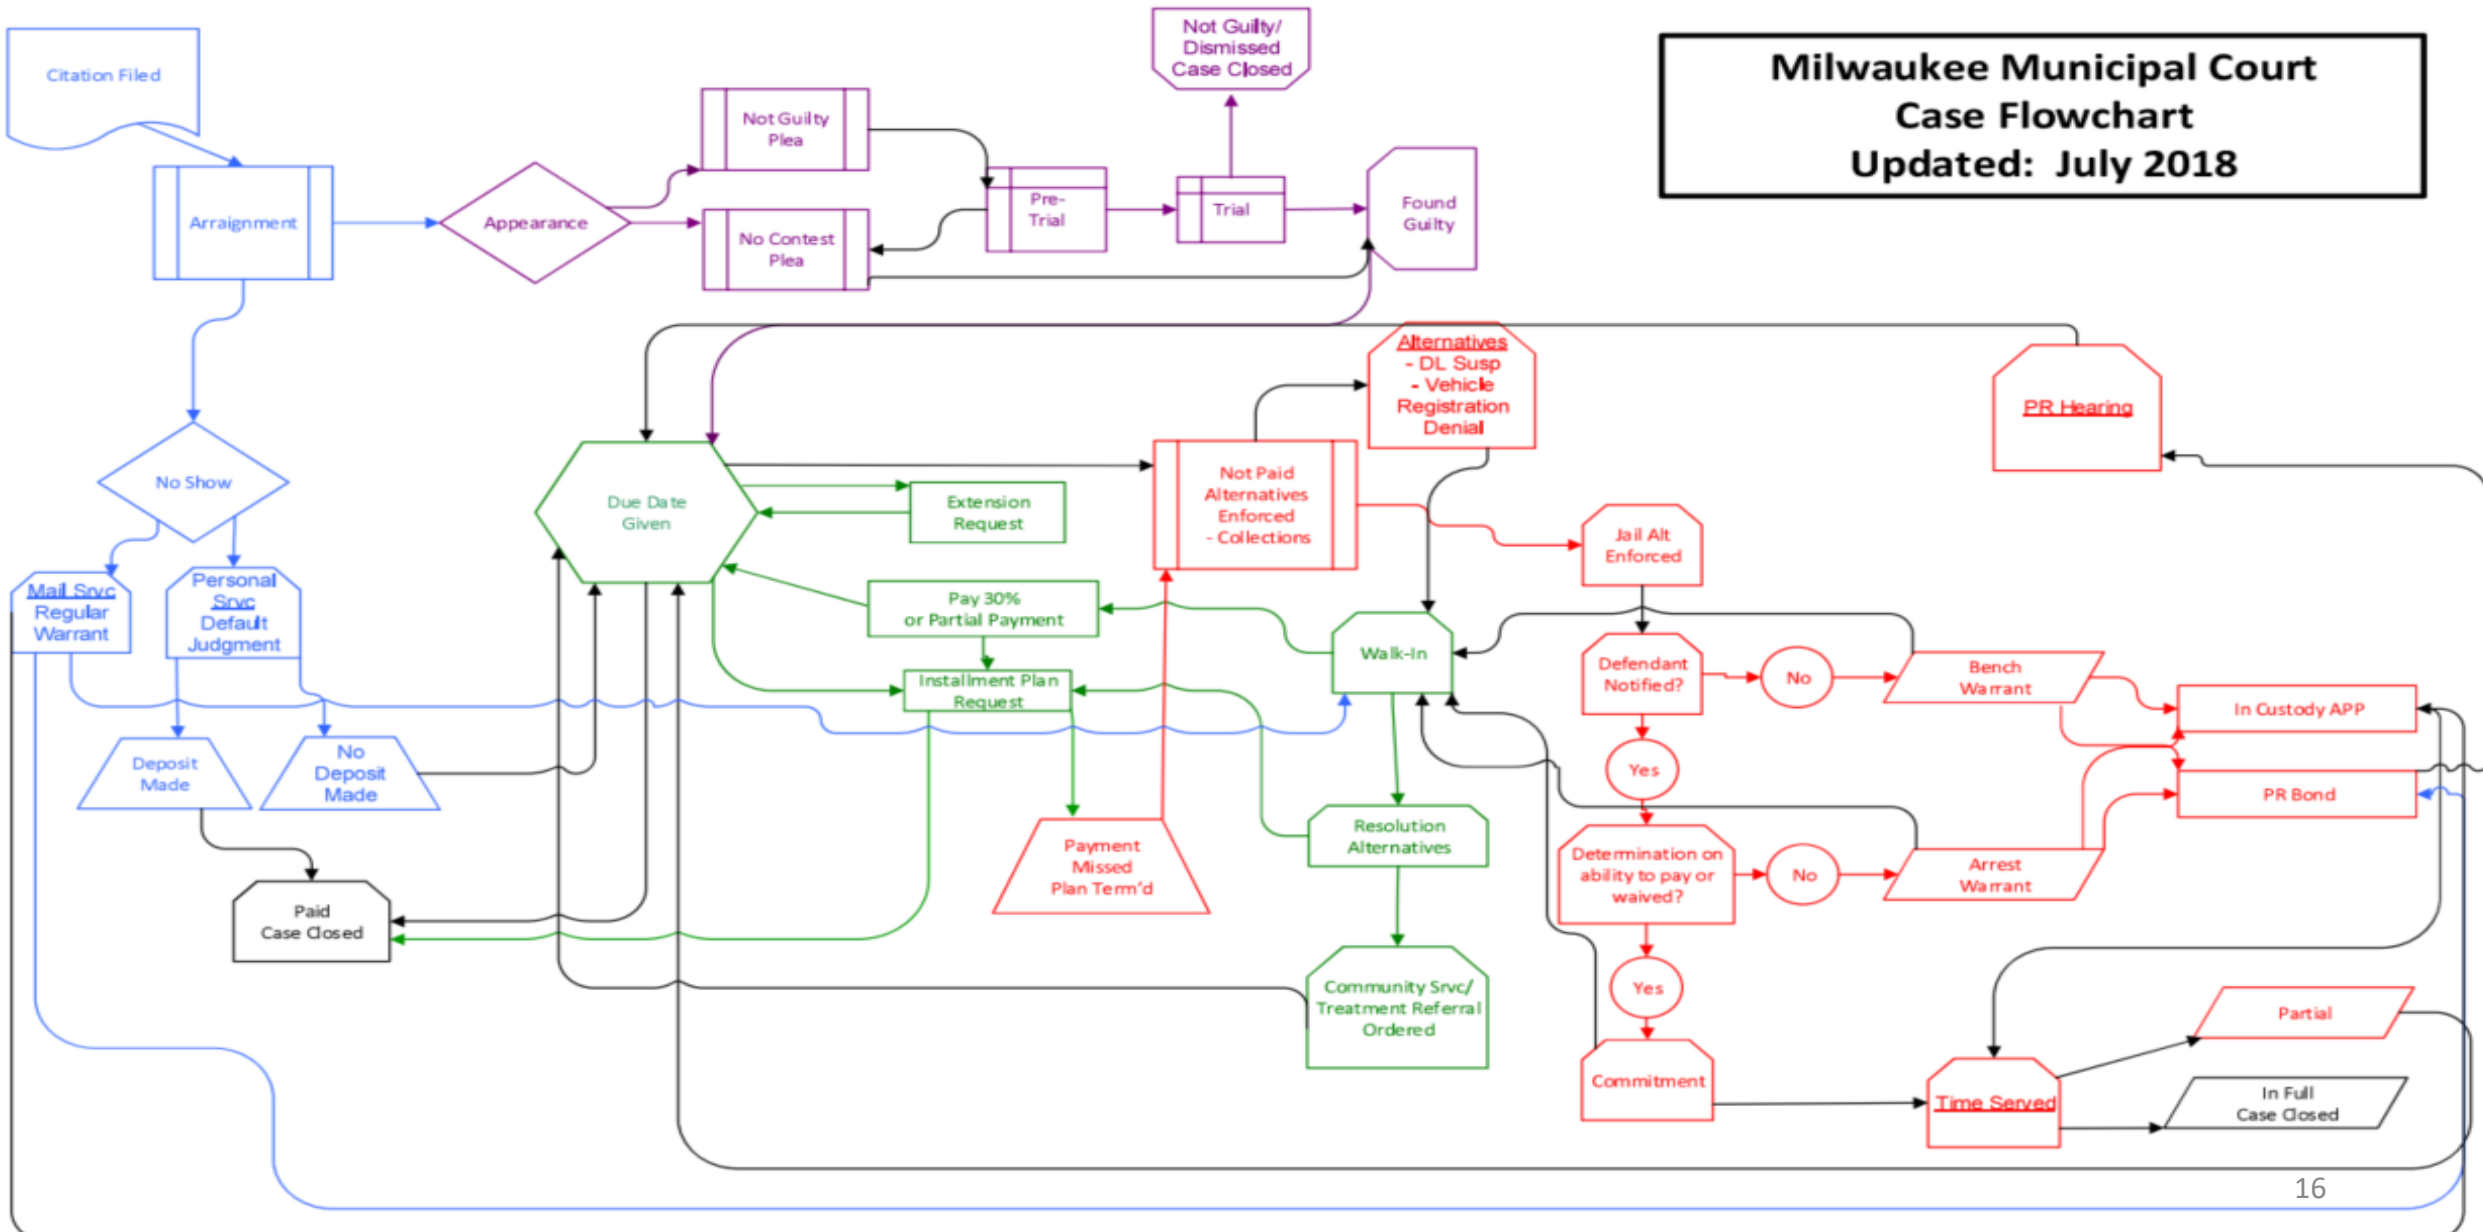 Milwaukee Municipal Court
Case Flowchart
Updated: July 2018
Citation Filed
Arraignment
Appearance
Not Guilty
Plea
No Contest
Plea
Pre-
Trial
Trial
Not Guilty/
Dismissed
Case Closed
Found
Guilty
No Show
Mail Srvc
Regular
Warrant
Personal
Srvc
Default
Judgment
Deposit
Made
No
Deposit
Made
Paid
Case Closed
Due Date
Given
Extension
Request
Pay 30%
or Partial Payment
Installment Plan
Request
Payment
Missed
Plan Term'd
Not Paid
Alternatives
Enforced
- Collections
Alternatives
- DL Susp
- Vehicle
Registration
Denial
Walk-In
Resolution
Alternatives
Community Srvc/
Treatment Referral
Ordered
Jail Alt
Enforced
Defendant
Notified?
No
Bench
Warrant
Yes
Determination on
ability to pay or
waived?
No
Arrest
Warrant
Yes
Commitment
PR Hearing
In Custody APP
PR Bond
Time Served
Partial
In Full
Case Closed
16